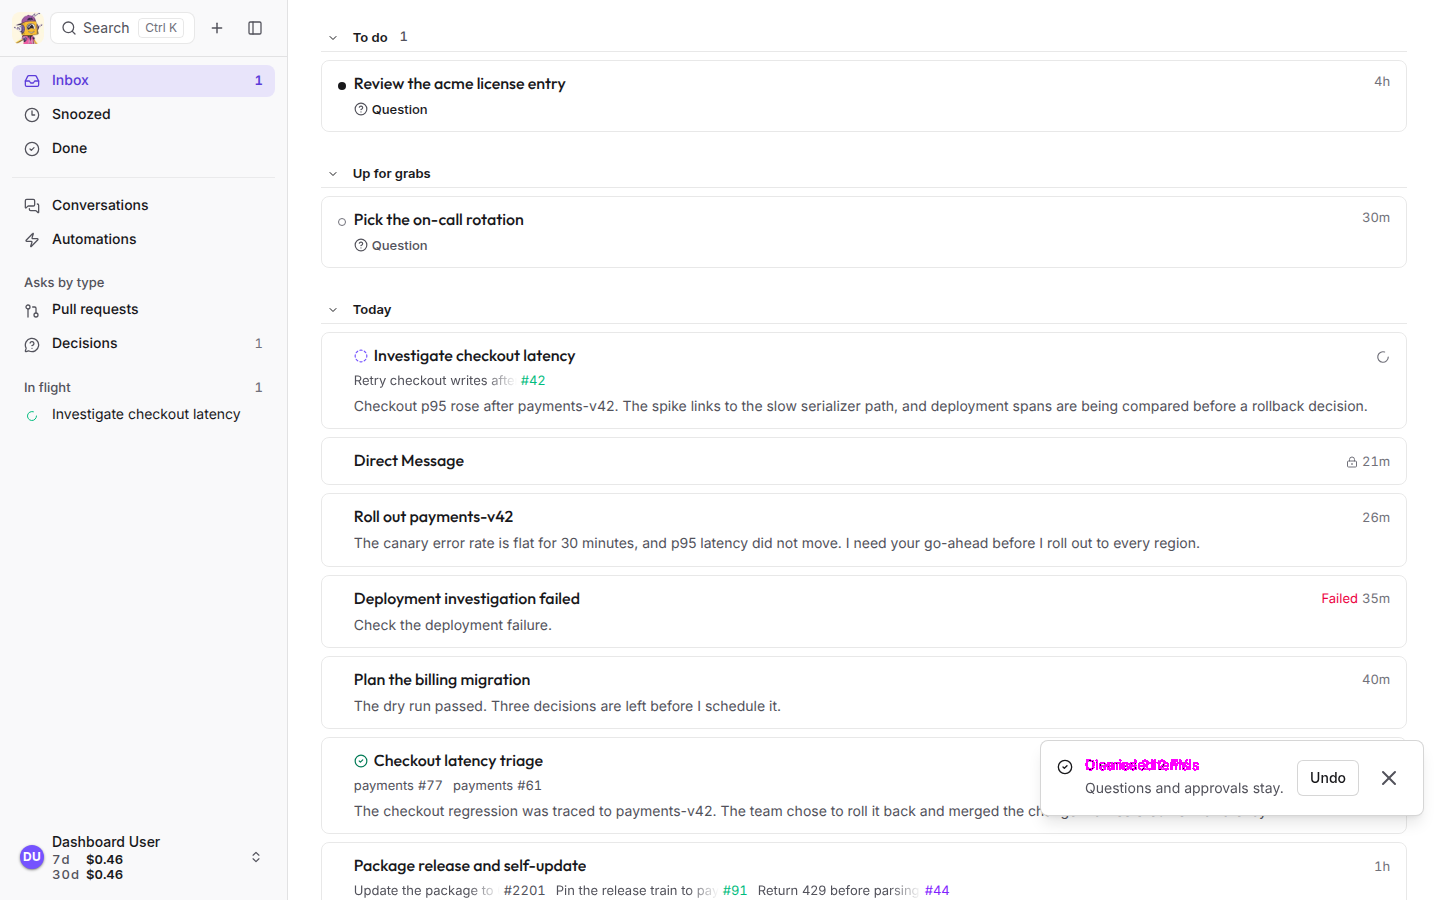 Search Ctrl K
Inbox 1
Snoozed
Done
Conversations
Automations
Asks by type
Pull requests
Decisions 1
In flight 1
Investigate checkout latency
DU
Dashboard User
7d $0.46
30d $0.46
To do 1
Review the acme license entry 4h
Question
Up for grabs
Pick the on-call rotation 30m
Question
Today
Investigate checkout latency
Retry checkout writes #42
Checkout p95 rose after payments-v42. The spike links to the slow serializer path, and deployment spans are being compared before a rollback decision.
Direct Message 21m
Roll out payments-v42 26m
The canary error rate is flat for 30 minutes, and p95 latency did not move. I need your go-ahead before I roll out to every region.
Deployment investigation failed Failed 35m
Check the deployment failure.
Plan the billing migration 40m
The dry run passed. Three decisions are left before I schedule it.
Checkout latency triage
payments #77 payments #61
The checkout regression was traced to payments-v42. The team chose to roll it back and merged the
Questions and approvals stay.
Undo
Package release and self-update 1h
Update the package to #2201 Pin the release train to #91 Return 429 before parsing #44